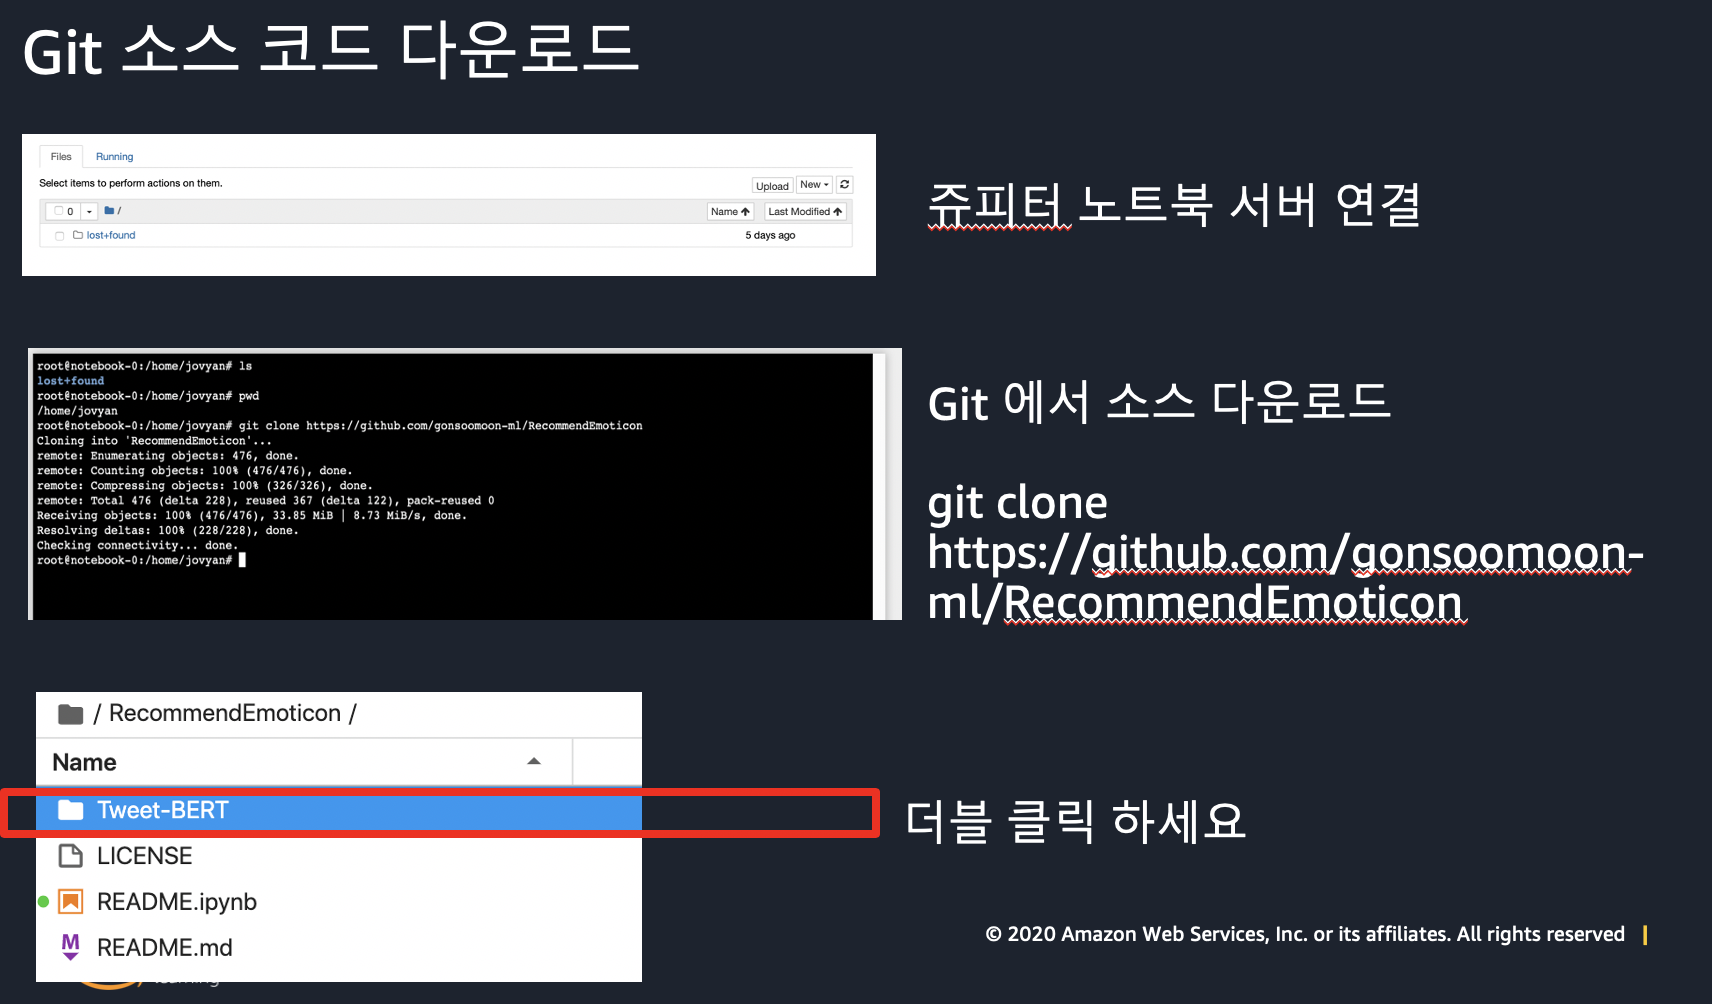 Git 소스 코드 다운로드
Files Running
Select items to perform actions on them.
Upload New
0 /
Name Last Modified
lost+found 5 days ago
쥬피터 노트북 서버 연결
root@notebook-0:/home/jovyan# ls
lost+found
root@notebook-0:/home/jovyan# pwd
/home/jovyan
root@notebook-0:/home/jovyan# git clone https://github.com/gonsoomoon-ml/RecommendEmoticon
Cloning into 'RecommendEmoticon'...
remote: Enumerating objects: 476, done.
remote: Counting objects: 100% (476/476), done.
remote: Compressing objects: 100% (326/326), done.
remote: Total 476 (delta 228), reused 367 (delta 122), pack-reused 0
Receiving objects: 100% (476/476), 33.85 MiB | 8.73 MiB/s, done.
Resolving deltas: 100% (228/228), done.
Checking connectivity... done.
root@notebook-0:/home/jovyan#
Git 에서 소스 다운로드
git clone
https://github.com/gonsoomoon-
ml/RecommendEmoticon
/ RecommendEmoticon /
Name
Tweet-BERT
LICENSE
README.ipynb
README.md
더블 클릭 하세요
© 2020 Amazon Web Services, Inc. or its affiliates. All rights reserved